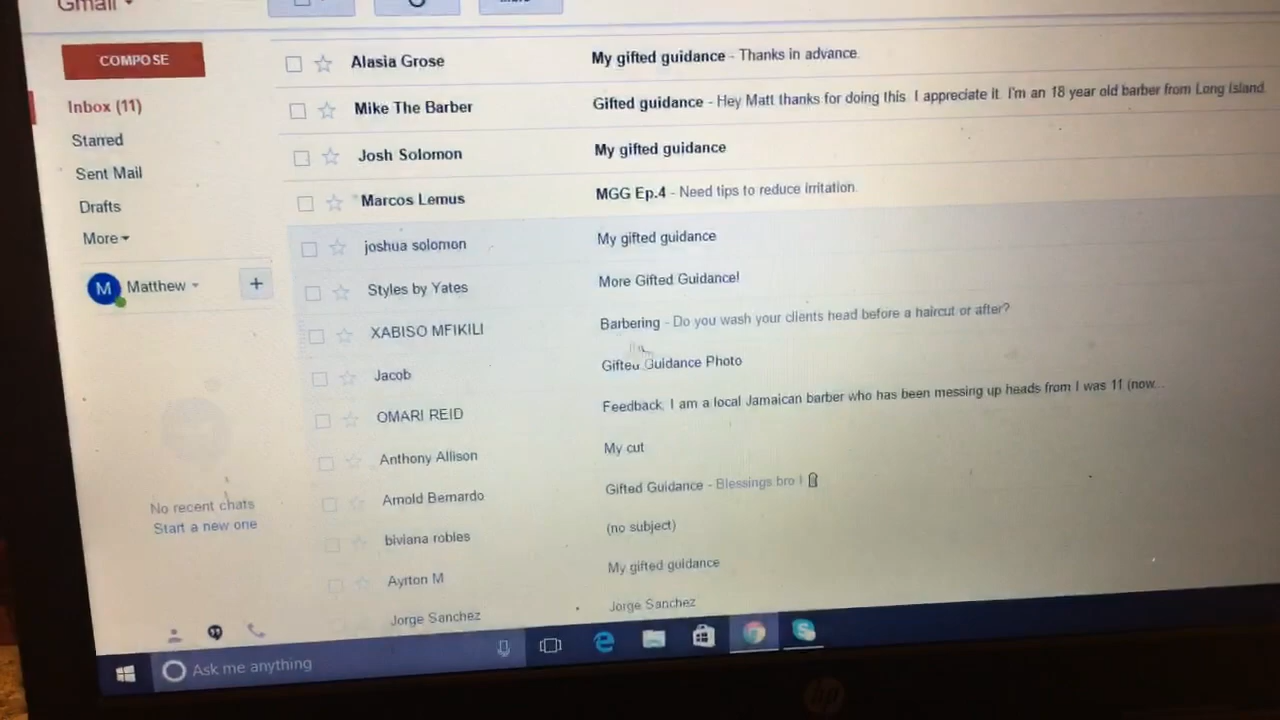 Gmail
COMPOSE
Inbox (11)
Starred
Sent Mail
Drafts
More
M Matthew +
No recent chats
Start a new one
Alasia Grose My gifted guidance - Thanks in advance.
Mike The Barber Gifted guidance - Hey Matt thanks for doing this I appreciate it. I'm an 18 year old barber from Long Island.
Josh Solomon My gifted guidance
Marcos Lemus MGG Ep.4 - Need tips to reduce irritation.
joshua solomon My gifted guidance
Styles by Yates More Gifted Guidance!
XABISO MFIKILI Barbering - Do you wash your clients head before a haircut or after?
Jacob Gifted Guidance Photo
OMARI REID Feedback, I am a local Jamaican barber who has been messing up heads from I was 11 (now...
Anthony Allison My cut
Arnold Bernardo Gifted Guidance - Blessings bro !
biviana robles (no subject)
Ayrton M My gifted guidance
Jorge Sanchez Jorge Sanchez
Ask me anything
hp